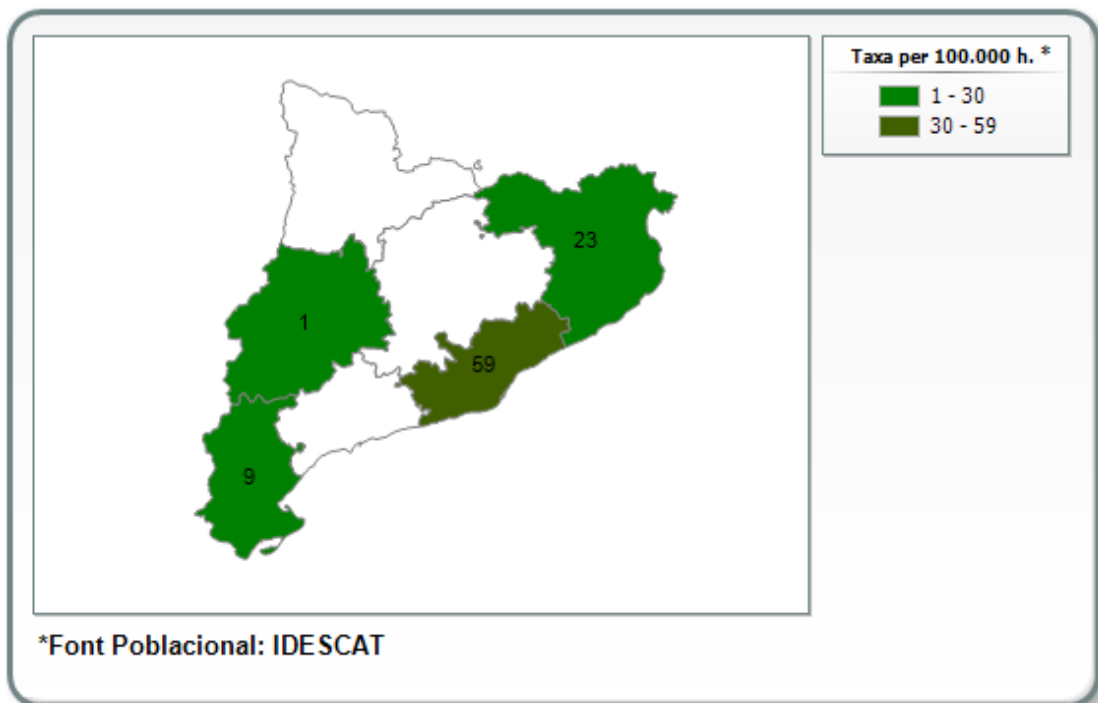 Taxa per 100.000 h. *
1 - 30
30 - 59
23
1
59
9
*Font Poblacional: IDESCAT